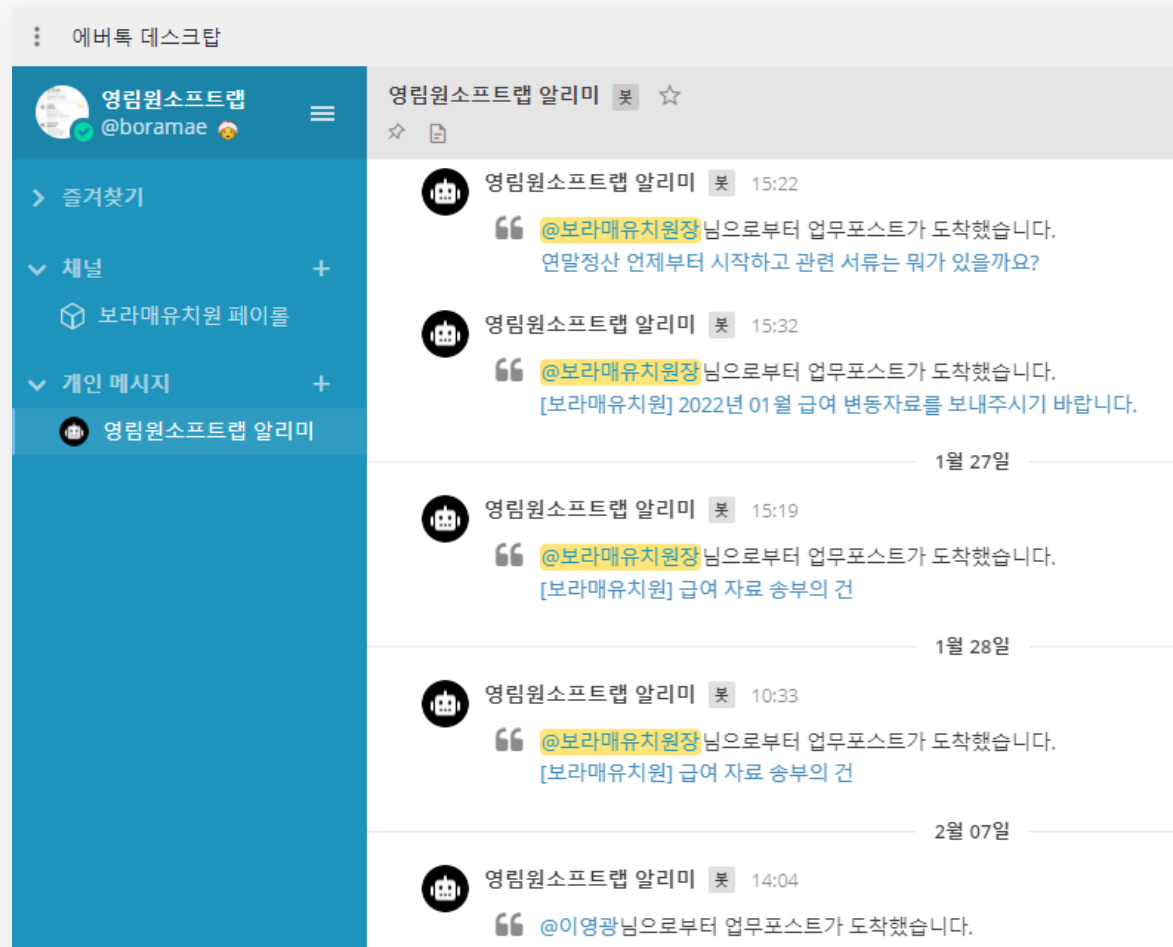 에버톡 데스크탑
영림원소프트랩
@boramae
즐겨찾기
채널
보라매유치원 페이롤
개인 메시지
영림원소프트랩 알리미
영림원소프트랩 알리미 봇
영림원소프트랩 알리미 봇 15:22
@보라매유치원장님으로부터 업무포스트가 도착했습니다.
연말정산 언제부터 시작하고 관련 서류는 뭐가 있을까요?
영림원소프트랩 알리미 봇 15:32
@보라매유치원장님으로부터 업무포스트가 도착했습니다.
[보라매유치원] 2022년 01월 급여 변동자료를 보내주시기 바랍니다.
1월 27일
영림원소프트랩 알리미 봇 15:19
@보라매유치원장님으로부터 업무포스트가 도착했습니다.
[보라매유치원] 급여 자료 송부의 건
1월 28일
영림원소프트랩 알리미 봇 10:33
@보라매유치원장님으로부터 업무포스트가 도착했습니다.
[보라매유치원] 급여 자료 송부의 건
2월 07일
영림원소프트랩 알리미 봇 14:04
@이영광님으로부터 업무포스트가 도착했습니다.